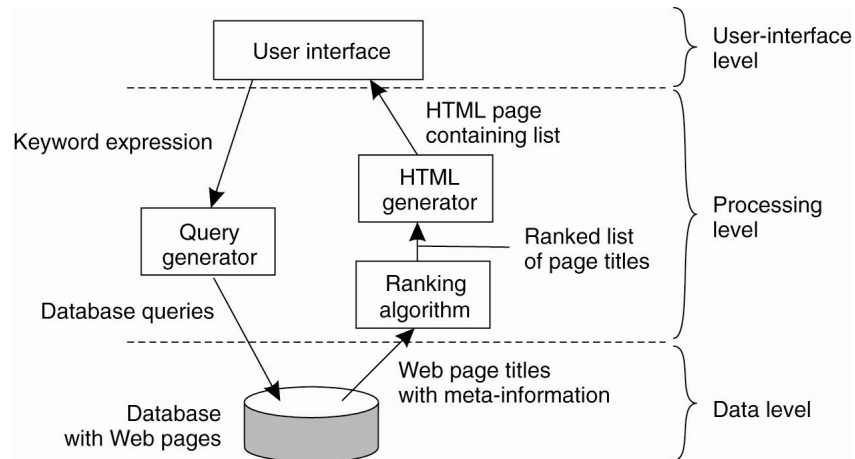 User interface
User-interface
level
Keyword expression
HTML page
containing list
HTML
generator
Query
generator
Ranked list
of page titles
Processing
level
Ranking
algorithm
Database queries
Web page titles
with meta-information
Database
with Web pages
Data level